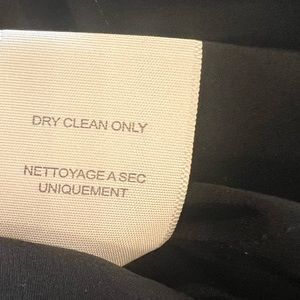 DRY CLEAN ONLY
NETTOYAGE A SEC
UNIQUEMENT